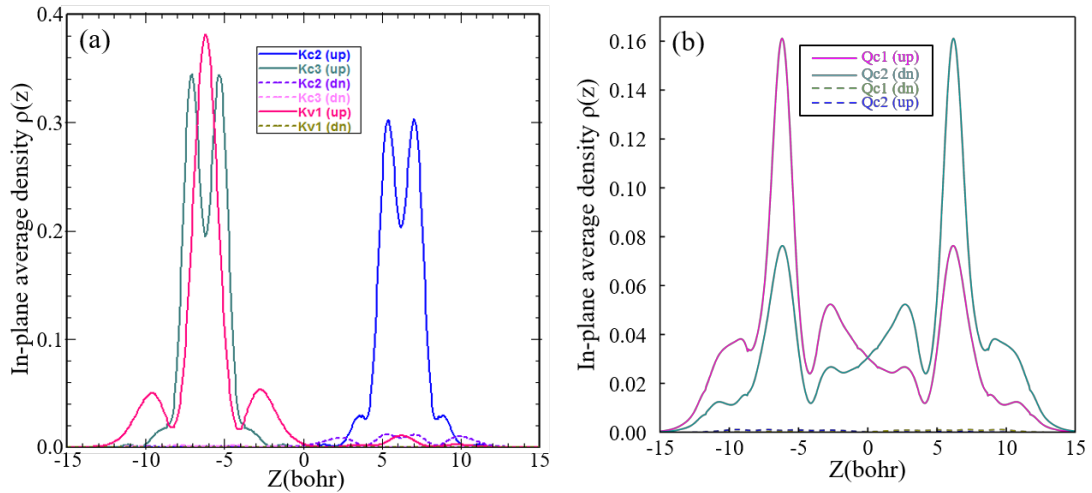 (a)
Kc2 (up)
Kc3 (up)
Kc2 (dn)
Kc3 (dn)
Kv1 (up)
Kv1 (dn)
In-plane average density ρ(z)
0.4
0.3
0.2
0.1
0.0
-15 -10 -5 0 5 10 15
Z(bohr)
(b)
Qc1 (up)
Qc2 (dn)
Qc1 (dn)
Qc2 (up)
In-plane average density ρ(z)
0.16
0.14
0.12
0.10
0.08
0.06
0.04
0.02
0.00
-15 -10 -5 0 5 10 15
Z(bohr)